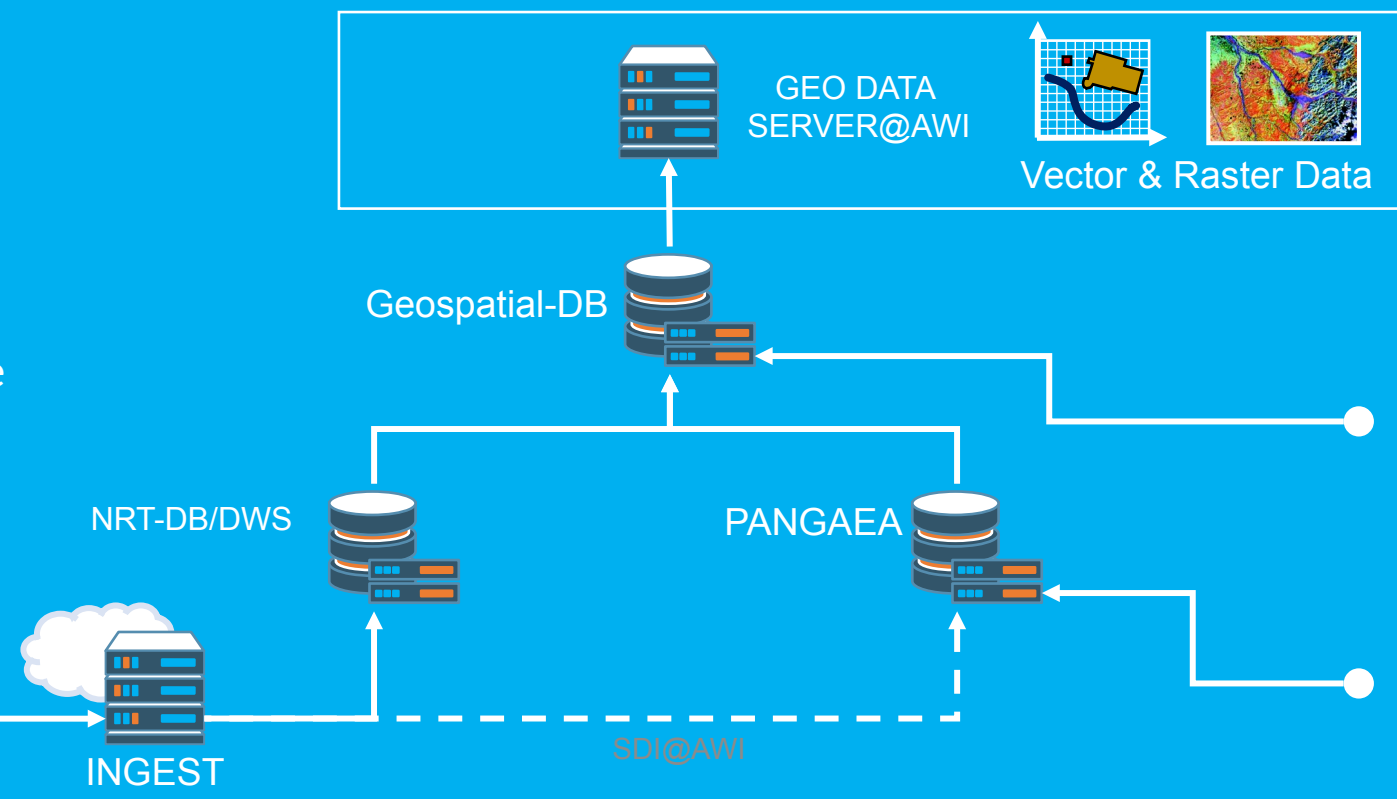 GEO DATA
SERVER@AWI
Vector & Raster Data
Geospatial-DB
e
NRT-DB/DWS
PANGAEA
SDI@AWI
INGEST